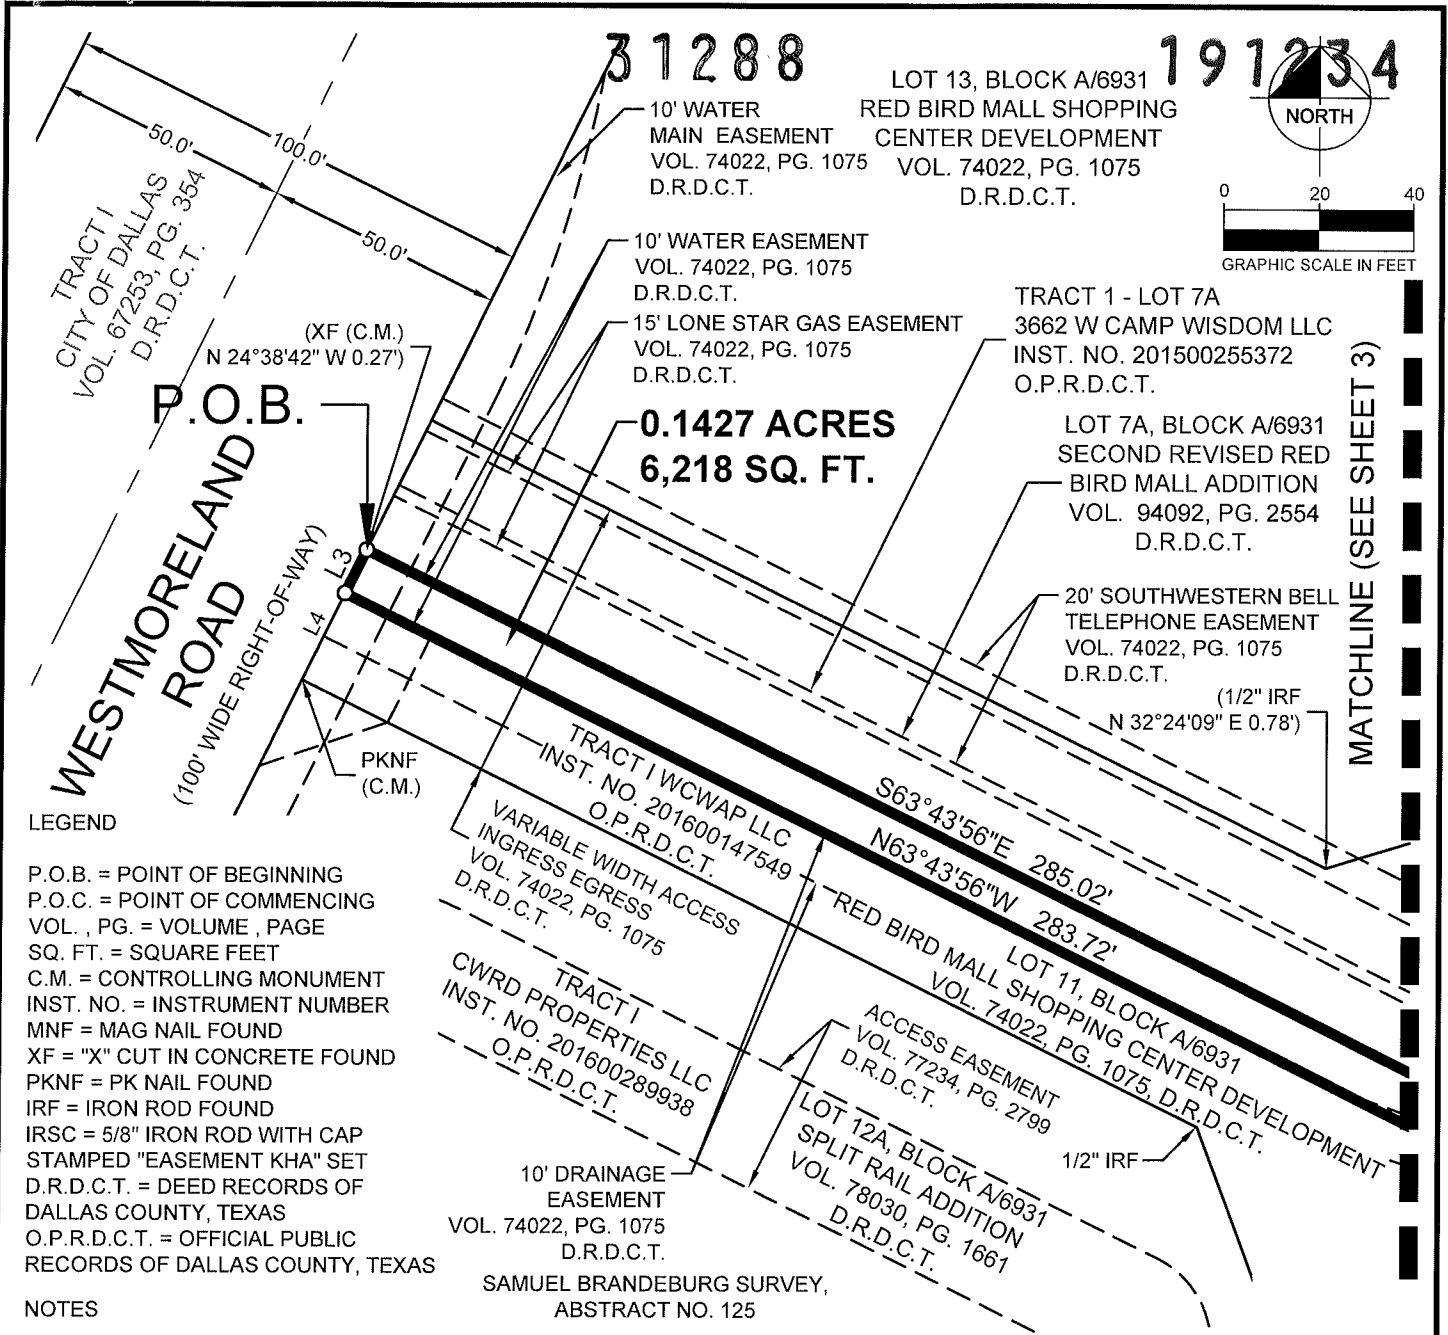 31288
191234
LOT 13, BLOCK A/6931
RED BIRD MALL SHOPPING
CENTER DEVELOPMENT
VOL. 74022, PG. 1075
D.R.D.C.T.
NORTH
0 20 40
GRAPHIC SCALE IN FEET
10' WATER
MAIN EASEMENT
VOL. 74022, PG. 1075
D.R.D.C.T.
50.0'
100.0'
50.0'
TRACT I
CITY OF DALLAS
VOL. 67253, PG. 354
D.R.D.C.T.
10' WATER EASEMENT
VOL. 74022, PG. 1075
D.R.D.C.T.
15' LONE STAR GAS EASEMENT
VOL. 74022, PG. 1075
D.R.D.C.T.
(XF (C.M.)
N 24°38'42" W 0.27')
P.O.B.
0.1427 ACRES
6,218 SQ. FT.
TRACT 1 - LOT 7A
3662 W CAMP WISDOM LLC
INST. NO. 201500255372
O.P.R.D.C.T.
LOT 7A, BLOCK A/6931
SECOND REVISED RED
BIRD MALL ADDITION
VOL. 94092, PG. 2554
D.R.D.C.T.
MATCHLINE (SEE SHEET 3)
20' SOUTHWESTERN BELL
TELEPHONE EASEMENT
VOL. 74022, PG. 1075
D.R.D.C.T.
(1/2" IRF
N 32°24'09" E 0.78')
WESTMORELAND
ROAD
(100' WIDE RIGHT-OF-WAY)
L3
L4
PKNF
(C.M.)
TRACT I WCWAP LLC
INST. NO. 201600147549
O.P.R.D.C.T.
S63°43'56"E 285.02'
N63°43'56"W 283.72'
VARIABLE WIDTH ACCESS
INGRESS EGRESS
VOL. 74022, PG. 1075
D.R.D.C.T.
LOT 11, BLOCK A/6931
RED BIRD MALL SHOPPING CENTER DEVELOPMENT
VOL. 74022, PG. 1075, D.R.D.C.T.
TRACT I
CWRD PROPERTIES LLC
INST. NO. 201600289938
O.P.R.D.C.T.
ACCESS EASEMENT
VOL. 77234, PG. 2799
D.R.D.C.T.
LOT 12A, BLOCK A/6931
SPLIT RAIL ADDITION
VOL. 78030, PG. 1661
D.R.D.C.T.
1/2" IRF
10' DRAINAGE
EASEMENT
VOL. 74022, PG. 1075
D.R.D.C.T.
SAMUEL BRANDEBURG SURVEY,
ABSTRACT NO. 125
LEGEND
P.O.B. = POINT OF BEGINNING
P.O.C. = POINT OF COMMENCING
VOL. , PG. = VOLUME , PAGE
SQ. FT. = SQUARE FEET
C.M. = CONTROLLING MONUMENT
INST. NO. = INSTRUMENT NUMBER
MNF = MAG NAIL FOUND
XF = "X" CUT IN CONCRETE FOUND
PKNF = PK NAIL FOUND
IRF = IRON ROD FOUND
IRSC = 5/8" IRON ROD WITH CAP
STAMPED "EASEMENT KHA" SET
D.R.D.C.T. = DEED RECORDS OF
DALLAS COUNTY, TEXAS
O.P.R.D.C.T. = OFFICIAL PUBLIC
RECORDS OF DALLAS COUNTY, TEXAS
NOTES